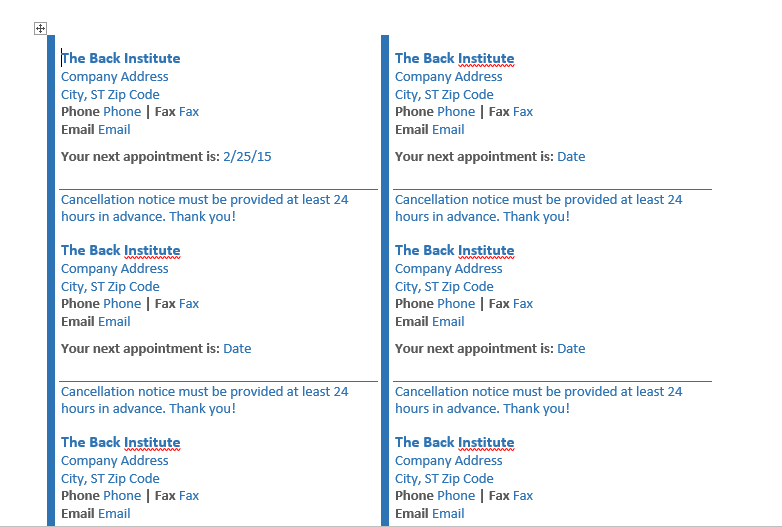 The Back Institute
Company Address
City, ST Zip Code
Phone Phone | Fax Fax
Email Email
Your next appointment is: 2/25/15
Cancellation notice must be provided at least 24
hours in advance. Thank you!
The Back Institute
Company Address
City, ST Zip Code
Phone Phone | Fax Fax
Email Email
Your next appointment is: Date
Cancellation notice must be provided at least 24
hours in advance. Thank you!
The Back Institute
Company Address
City, ST Zip Code
Phone Phone | Fax Fax
Email Email
Your next appointment is: Date
Cancellation notice must be provided at least 24
hours in advance. Thank you!
The Back Institute
Company Address
City, ST Zip Code
Phone Phone | Fax Fax
Email Email
Your next appointment is: Date
Cancellation notice must be provided at least 24
hours in advance. Thank you!
The Back Institute
Company Address
City, ST Zip Code
Phone Phone | Fax Fax
Email Email
The Back Institute
Company Address
City, ST Zip Code
Phone Phone | Fax Fax
Email Email